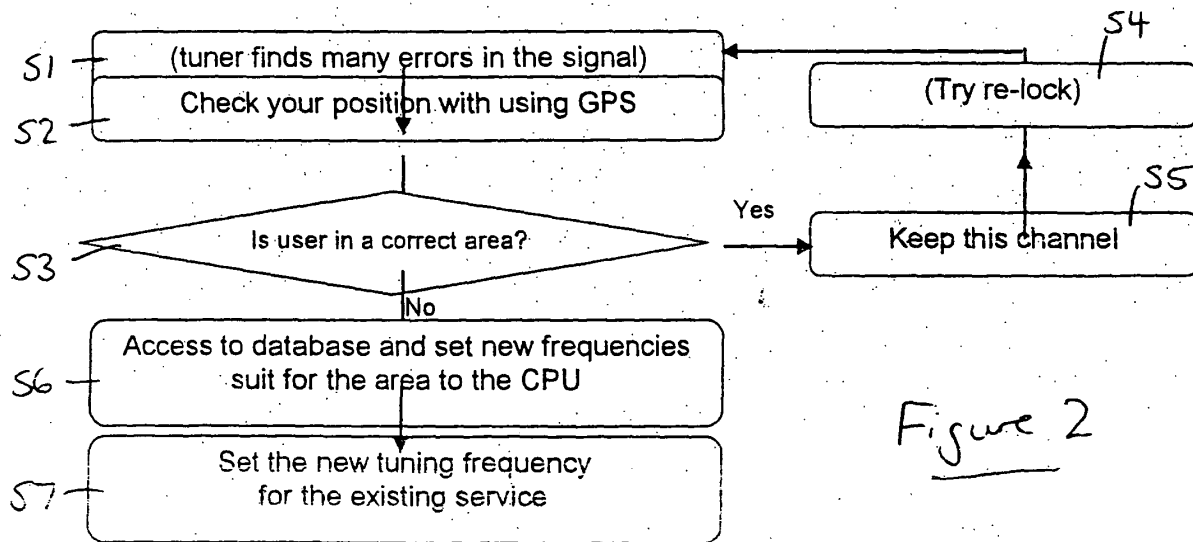 S1
(tuner finds many errors in the signal)
S2
Check your position with using GPS
S4
(Try re-lock)
S3
Is user in a correct area?
Yes
S5
Keep this channel
No
S6
Access to database and set new frequencies
suit for the area to the CPU
S7
Set the new tuning frequency
for the existing service
Figure 2